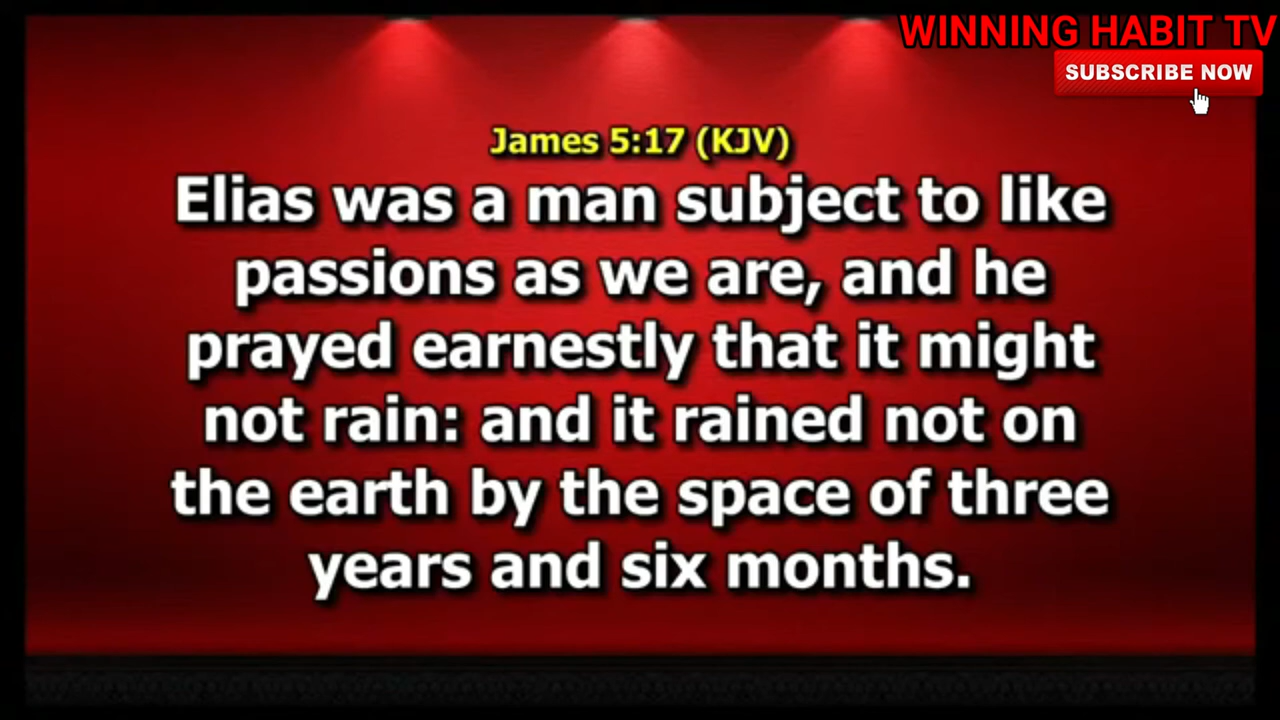 WINNING HABIT TV
SUBSCRIBE NOW
James 5:17 (KJV)
Elias was a man subject to like
passions as we are, and he
prayed earnestly that it might
not rain: and it rained not on
the earth by the space of three
years and six months.